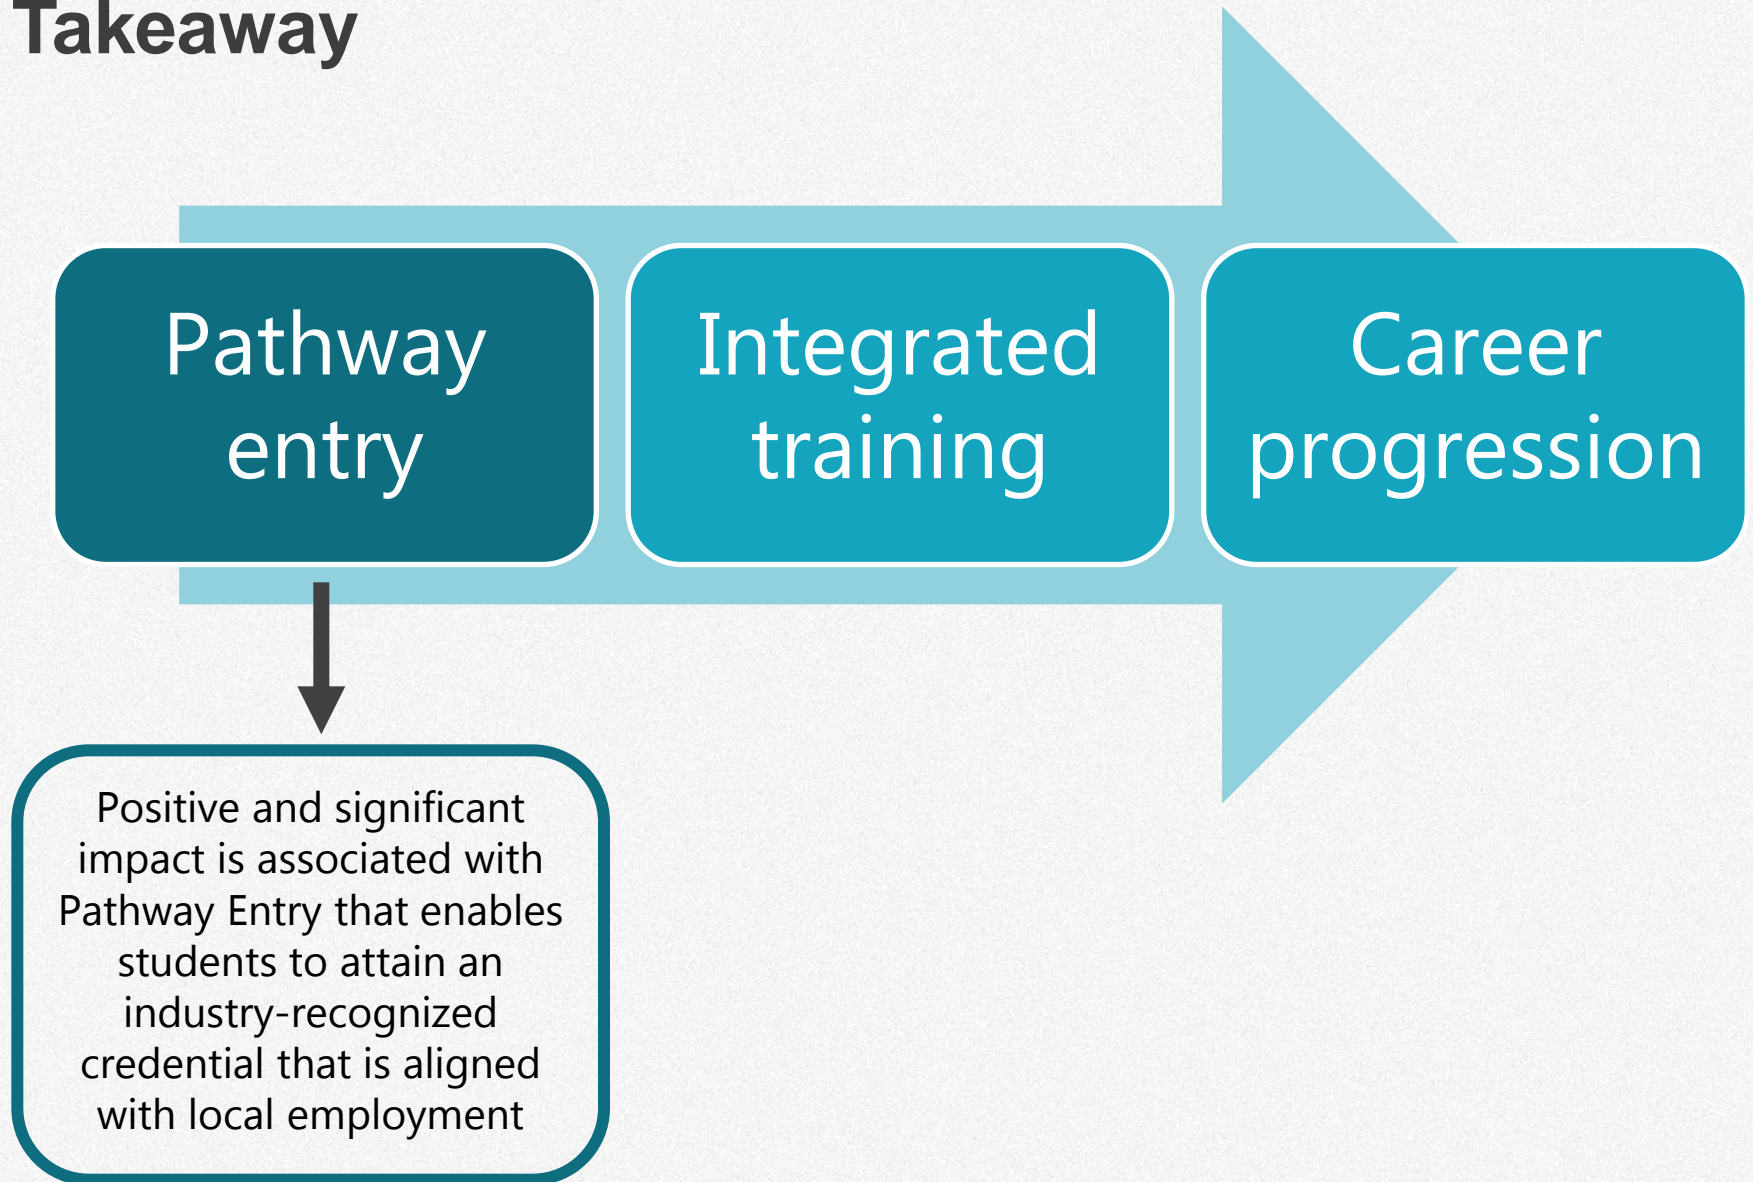 Takeaway
Pathway
entry
Integrated
training
Career
progression
Positive and significant
impact is associated with
Pathway Entry that enables
students to attain an
industry-recognized
credential that is aligned
with local employment